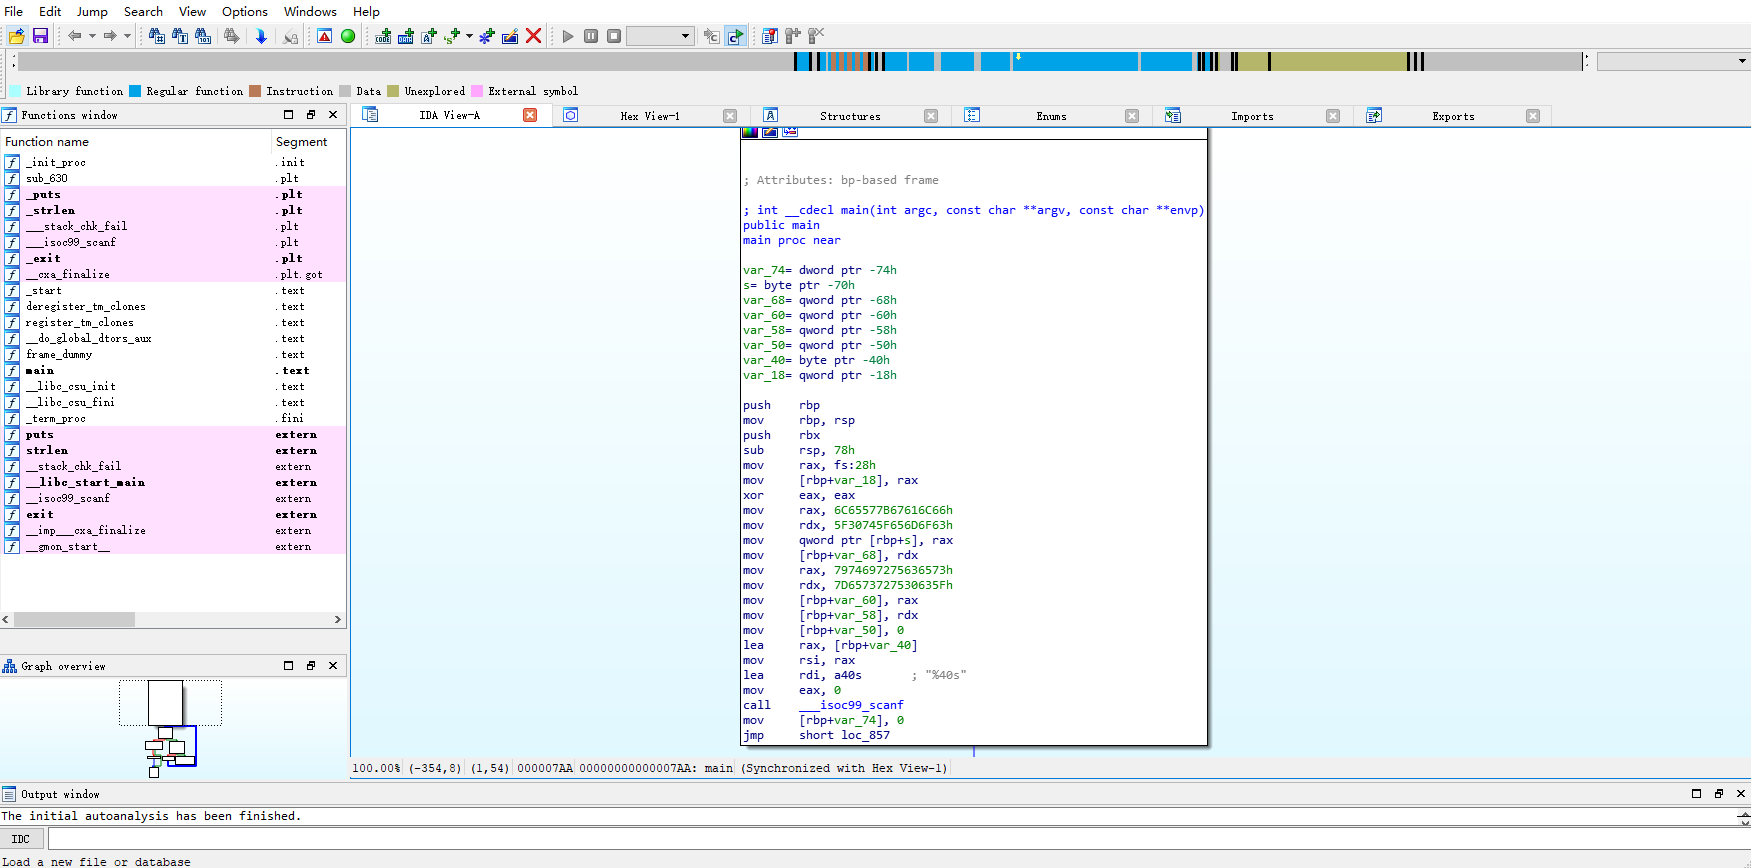 File Edit Jump Search View Options Windows Help
Library function Regular function Instruction Data Unexplored External symbol
Functions window
Function name Segment
_init_proc .init
sub_630 .plt
_puts .plt
_strlen .plt
___stack_chk_fail .plt
___isoc99_scanf .plt
_exit .plt
__cxa_finalize .plt.got
_start .text
deregister_tm_clones .text
register_tm_clones .text
__do_global_dtors_aux .text
frame_dummy .text
main .text
__libc_csu_init .text
__libc_csu_fini .text
_term_proc .fini
puts extern
strlen extern
__stack_chk_fail extern
__libc_start_main extern
__isoc99_scanf extern
exit extern
__imp___cxa_finalize extern
__gmon_start__ extern
Graph overview
IDA View-A Hex View-1 Structures Enums Imports Exports
; Attributes: bp-based frame
; int __cdecl main(int argc, const char **argv, const char **envp)
public main
main proc near
var_74= dword ptr -74h
s= byte ptr -70h
var_68= qword ptr -68h
var_60= qword ptr -60h
var_58= qword ptr -58h
var_50= qword ptr -50h
var_40= byte ptr -40h
var_18= qword ptr -18h
push rbp
mov rbp, rsp
push rbx
sub rsp, 78h
mov rax, fs:28h
mov [rbp+var_18], rax
xor eax, eax
mov rax, 6C65577B67616C66h
mov rdx, 5F30745F656D6F63h
mov qword ptr [rbp+s], rax
mov [rbp+var_68], rdx
mov rax, 7974697275636573h
mov rdx, 7D6573727530635Fh
mov [rbp+var_60], rax
mov [rbp+var_58], rdx
mov [rbp+var_50], 0
lea rax, [rbp+var_40]
mov rsi, rax
lea rdi, a40s ; "%40s"
mov eax, 0
call ___isoc99_scanf
mov [rbp+var_74], 0
jmp short loc_857
100.00% (-354,8) (1,54) 000007AA 00000000000007AA: main (Synchronized with Hex View-1)
Output window
The initial autoanalysis has been finished.
IDC
Load a new file or database